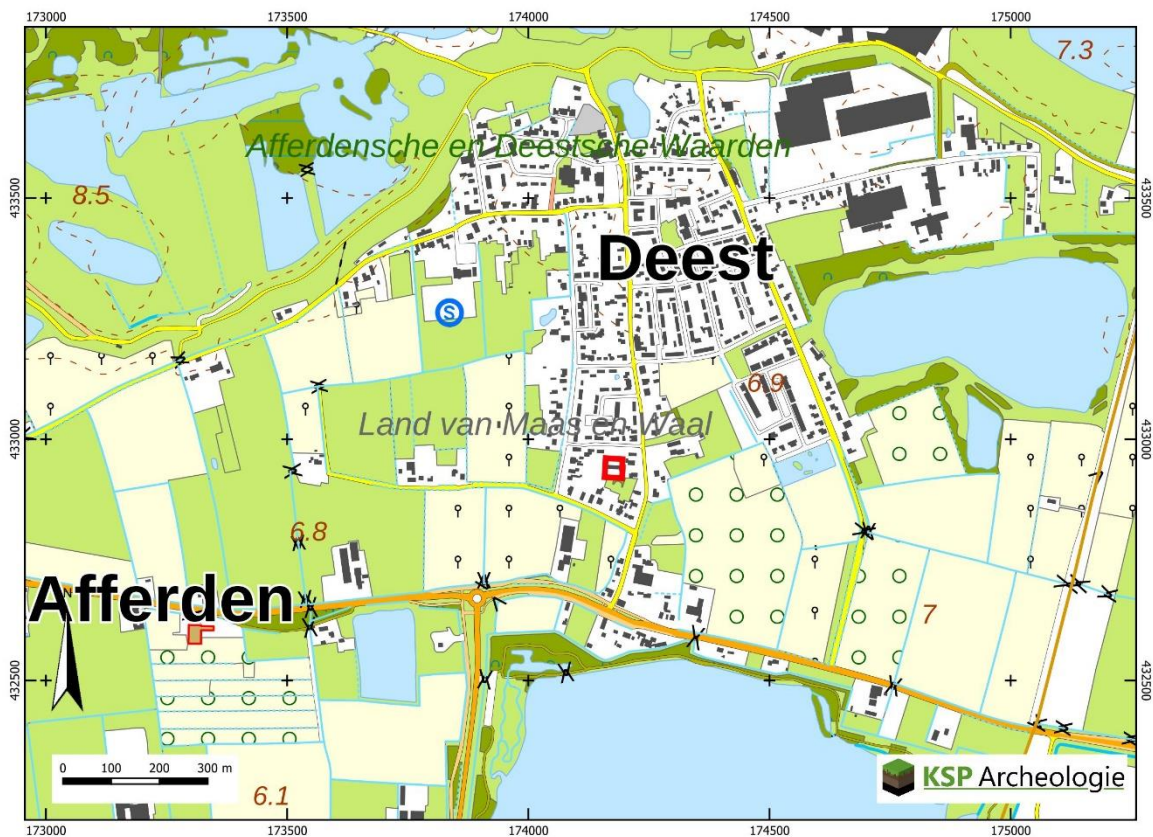 173000 173500 174000 174500 175000
7.3
Afferdensche en Deestsche Waarden
8.5
433500 433500
Deest
S
6.9
Land van Maas en Waal
433000 433000
6.8
Afferden
N
7
432500 432500
0 100 200 300 m
KSP Archeologie
6.1
173000 173500 174000 174500 175000